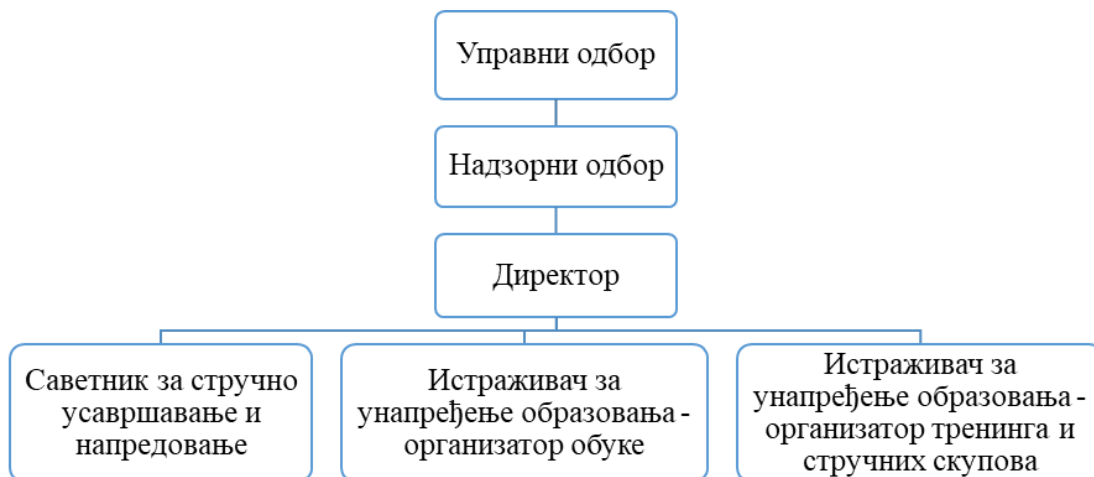 Управни одбор
Надзорни одбор
Директор
Саветник за стручно
усавршавање и
напредовање
Истраживач за
унапређење образовања -
организатор обуке
Истраживач за
унапређење образовања -
организатор тренинга и
стручних скупова